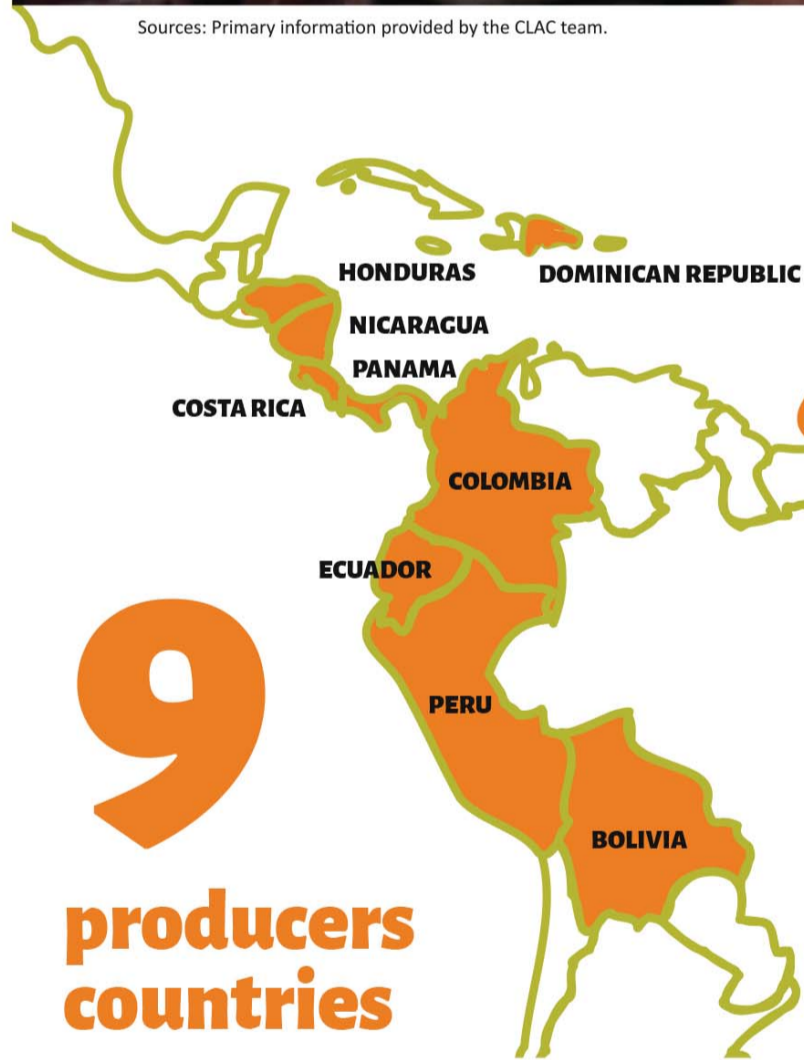 Sources: Primary information provided by the CLAC team.
HONDURAS
DOMINICAN REPUBLIC
NICARAGUA
PANAMA
COSTA RICA
COLOMBIA
ECUADOR
9
PERU
BOLIVIA
producers
countries